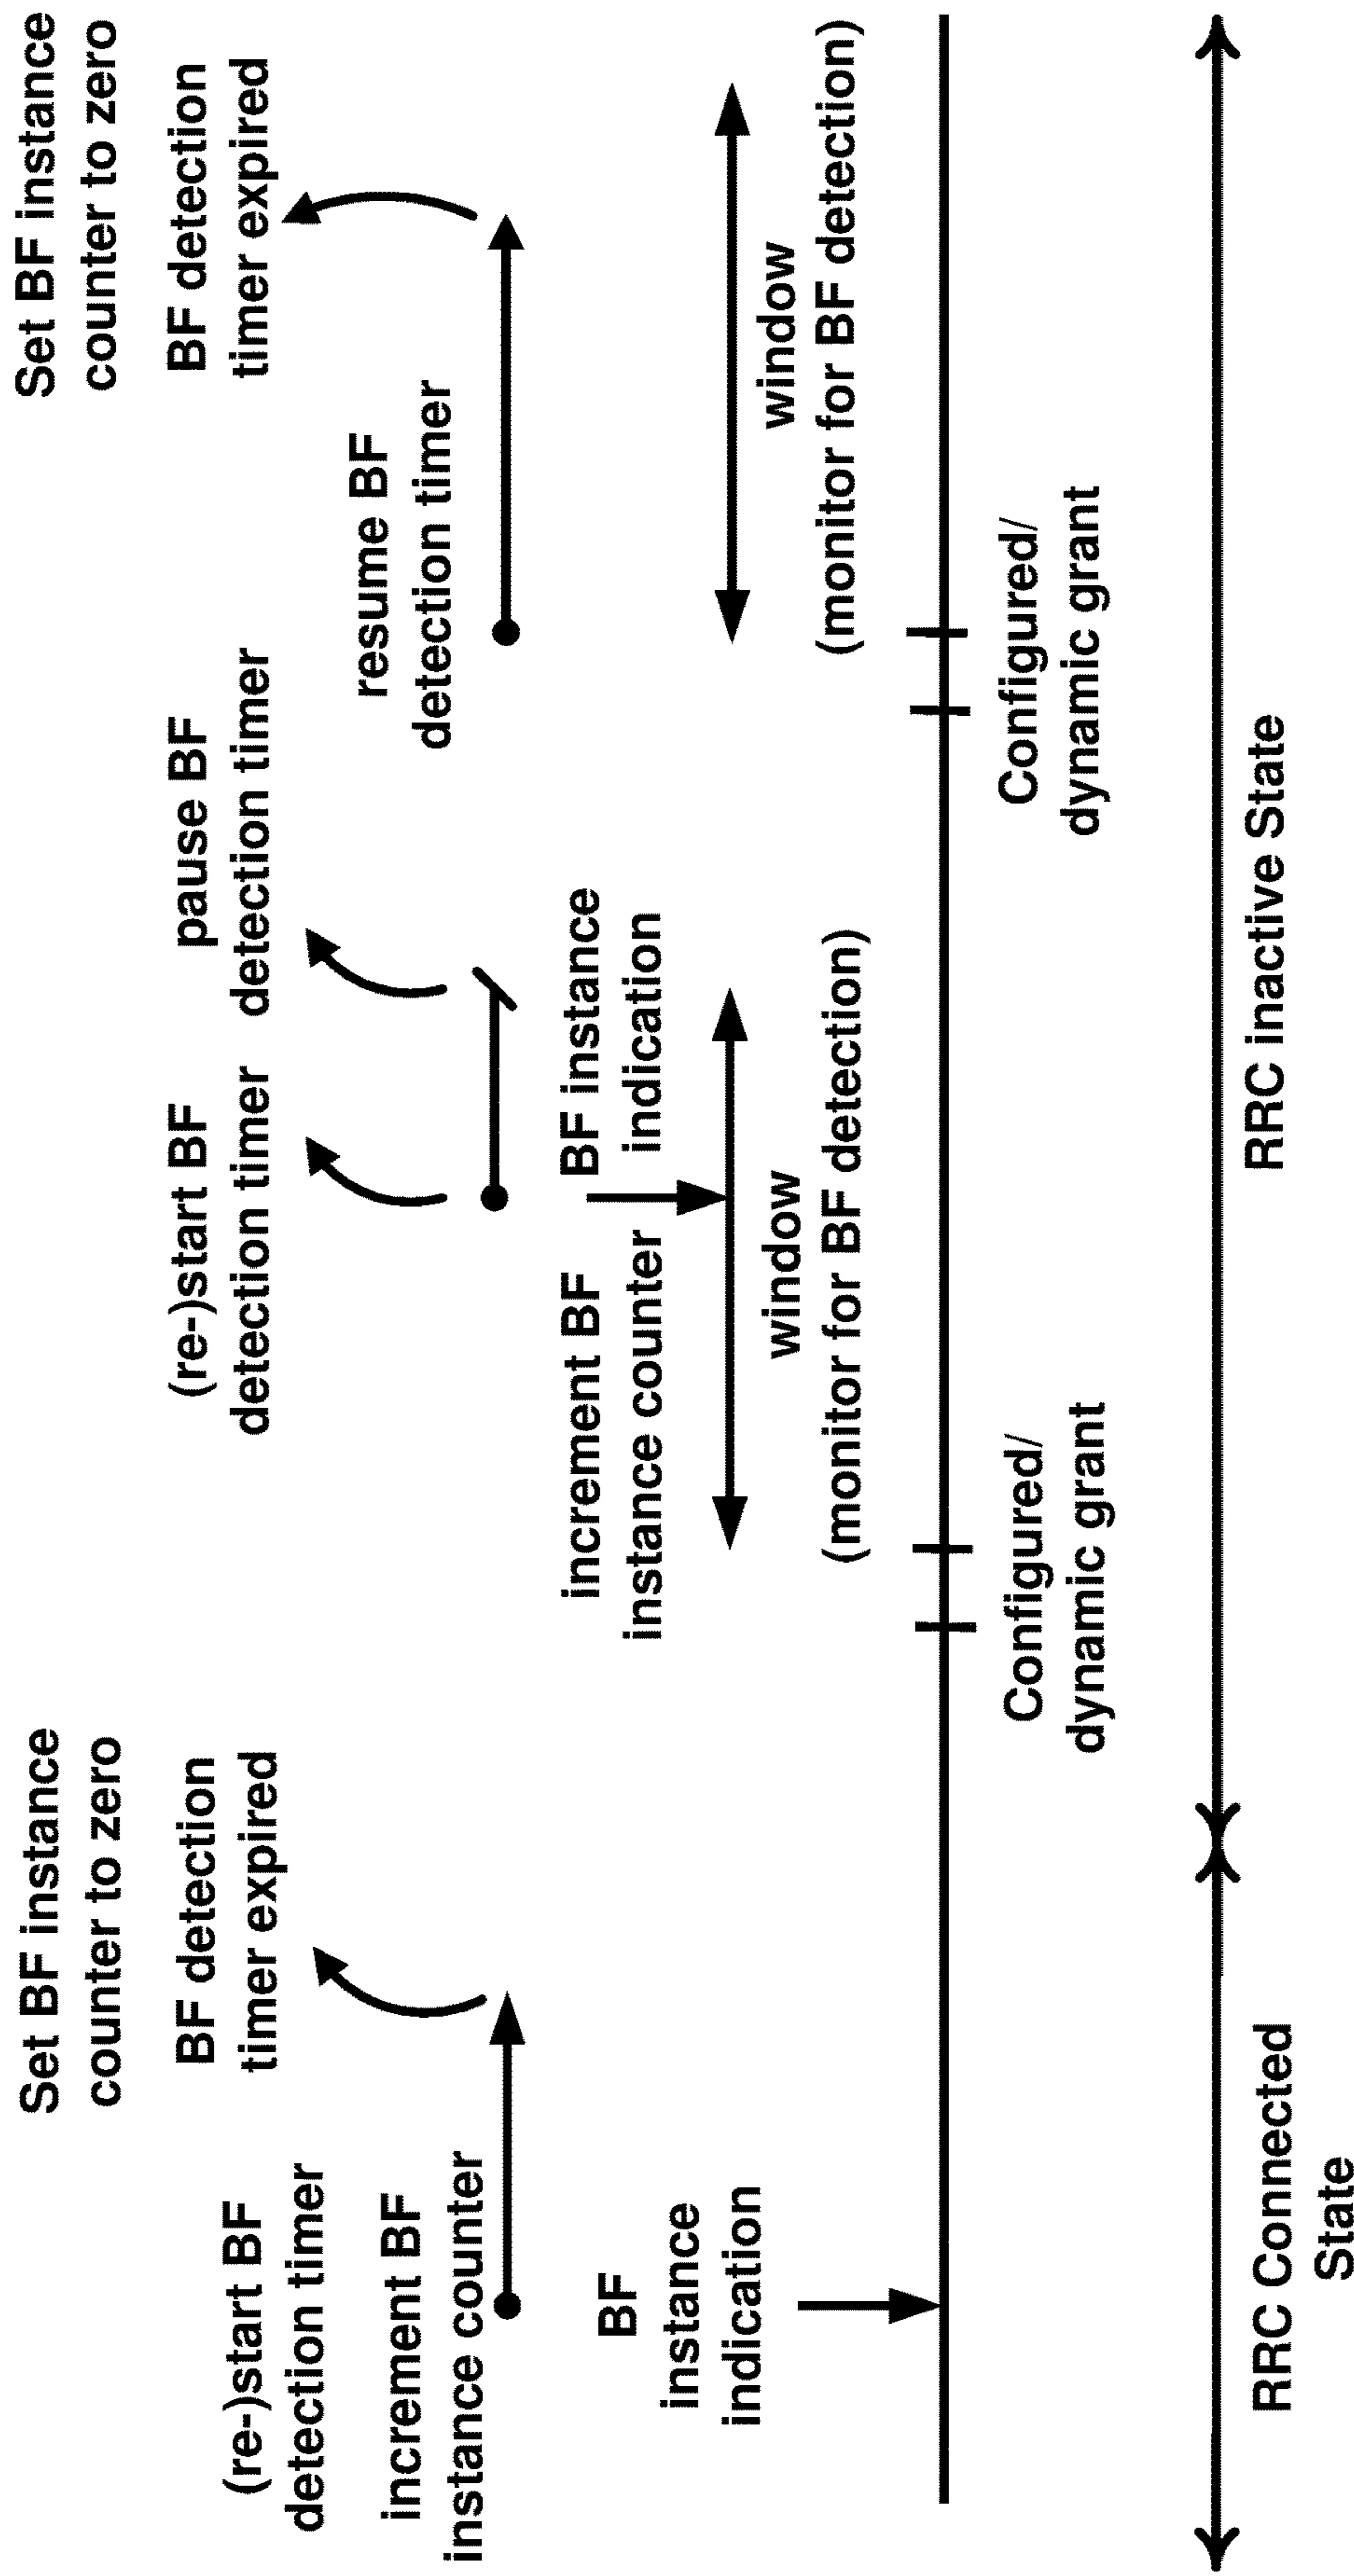 Set BF instance
counter to zero
BF detection
timer expired
(re-)start BF
detection timer
increment BF
instance counter
BF
instance
indication
(re-)start BF
detection timer
pause BF
detection timer
increment BF
instance counter
BF instance
indication
window
(monitor for BF detection)
Configured/
dynamic grant
Set BF instance
counter to zero
BF detection
timer expired
resume BF
detection timer
window
(monitor for BF detection)
Configured/
dynamic grant
RRC Connected
State
RRC inactive State